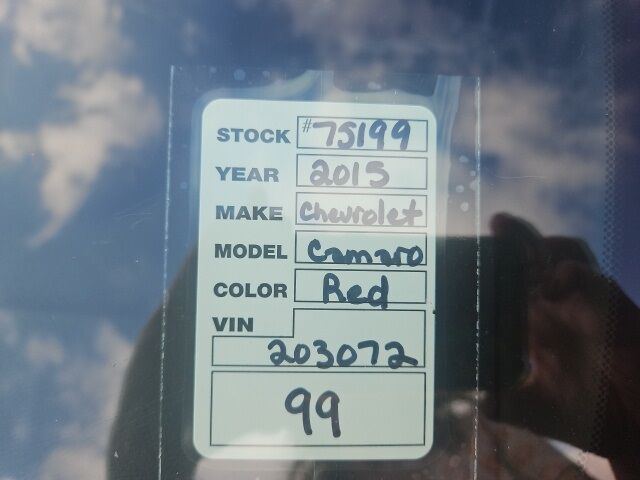 STOCK #75199
YEAR 2015
MAKE Chevrolet
MODEL Camaro
COLOR Red
VIN
203072
99